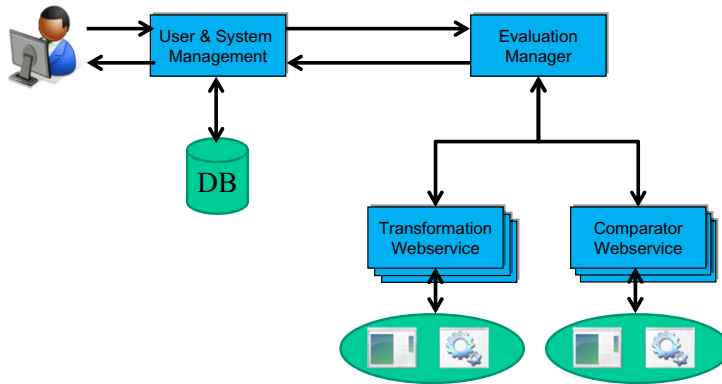 User & System
Management
Evaluation
Manager
DB
Transformation
Webservice
Comparator
Webservice